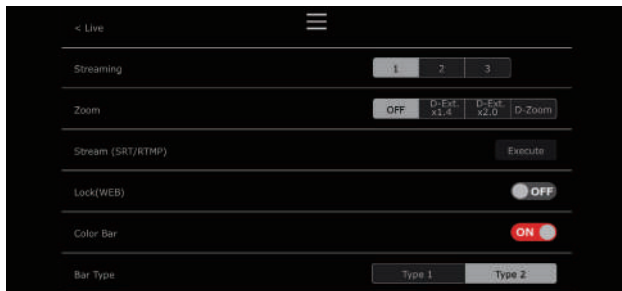 < Live
Streaming 1 2 3
Zoom OFF D-Ext. x1.4 D-Ext. x2.0 D-Zoom
Stream (SRT/RTMP) Execute
Lock(WEB) OFF
Color Bar ON
Bar Type Type 1 Type 2